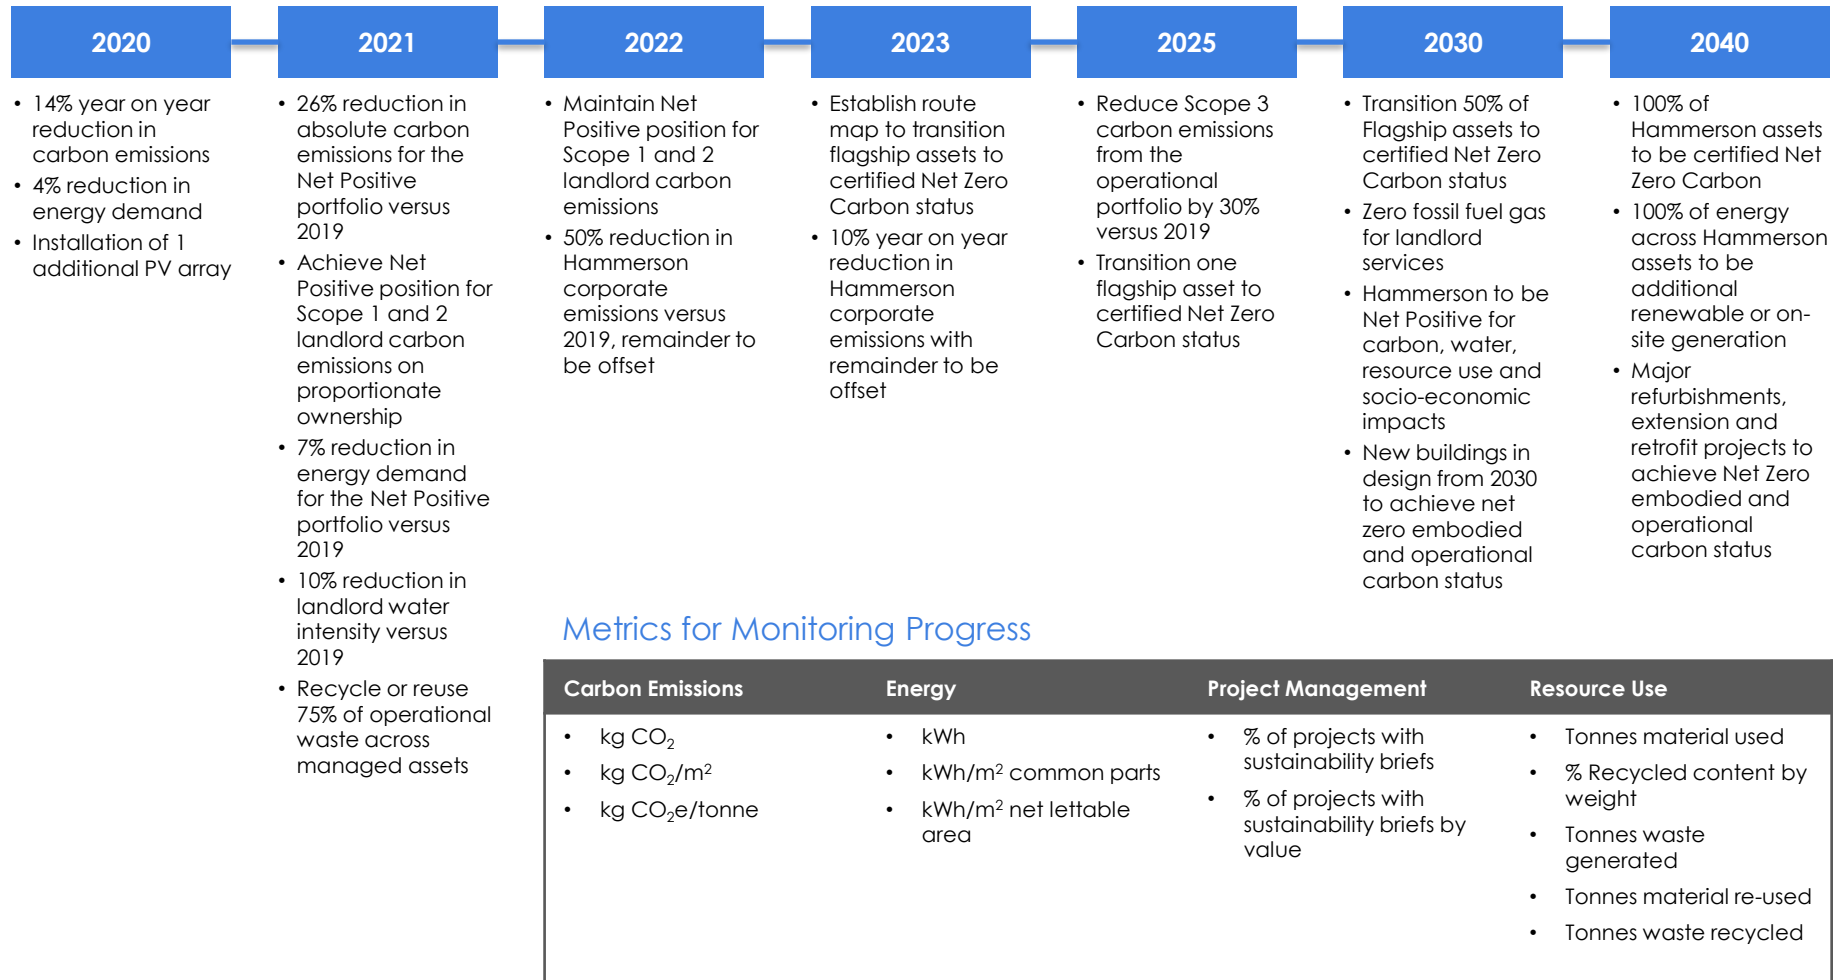 2020
2021
2022
2023
2025
2030
2040
• 14% year on year
reduction in
carbon emissions
• 4% reduction in
energy demand
• Installation of 1
additional PV array
• 26% reduction in
absolute carbon
emissions for the
Net Positive
portfolio versus
2019
• Achieve Net
Positive position for
Scope 1 and 2
landlord carbon
emissions on
proportionate
ownership
• 7% reduction in
energy demand
for the Net Positive
portfolio versus
2019
• 10% reduction in
landlord water
intensity versus
2019
• Recycle or reuse
75% of operational
waste across
managed assets
• Maintain Net
Positive position for
Scope 1 and 2
landlord carbon
emissions
• 50% reduction in
Hammerson
corporate
emissions versus
2019, remainder to
be offset
• Establish route
map to transition
flagship assets to
certified Net Zero
Carbon status
• 10% year on year
reduction in
Hammerson
corporate
emissions with
remainder to be
offset
• Reduce Scope 3
carbon emissions
from the
operational
portfolio by 30%
versus 2019
• Transition one
flagship asset to
certified Net Zero
Carbon status
• Transition 50% of
Flagship assets to
certified Net Zero
Carbon status
• Zero fossil fuel gas
for landlord
services
• Hammerson to be
Net Positive for
carbon, water,
resource use and
socio-economic
impacts
• New buildings in
design from 2030
to achieve net
zero embodied
and operational
carbon status
• 100% of
Hammerson assets
to be certified Net
Zero Carbon
• 100% of energy
across Hammerson
assets to be
additional
renewable or on-
site generation
• Major
refurbishments,
extension and
retrofit projects to
achieve Net Zero
embodied and
operational
carbon status
Metrics for Monitoring Progress
Carbon Emissions
• kg CO₂
• kg CO₂/m²
• kg CO₂e/tonne
Energy
• kWh
• kWh/m² common parts
• kWh/m² net lettable
area
Project Management
• % of projects with
sustainability briefs
• % of projects with
sustainability briefs by
value
Resource Use
• Tonnes material used
• % Recycled content by
weight
• Tonnes waste
generated
• Tonnes material re-used
• Tonnes waste recycled